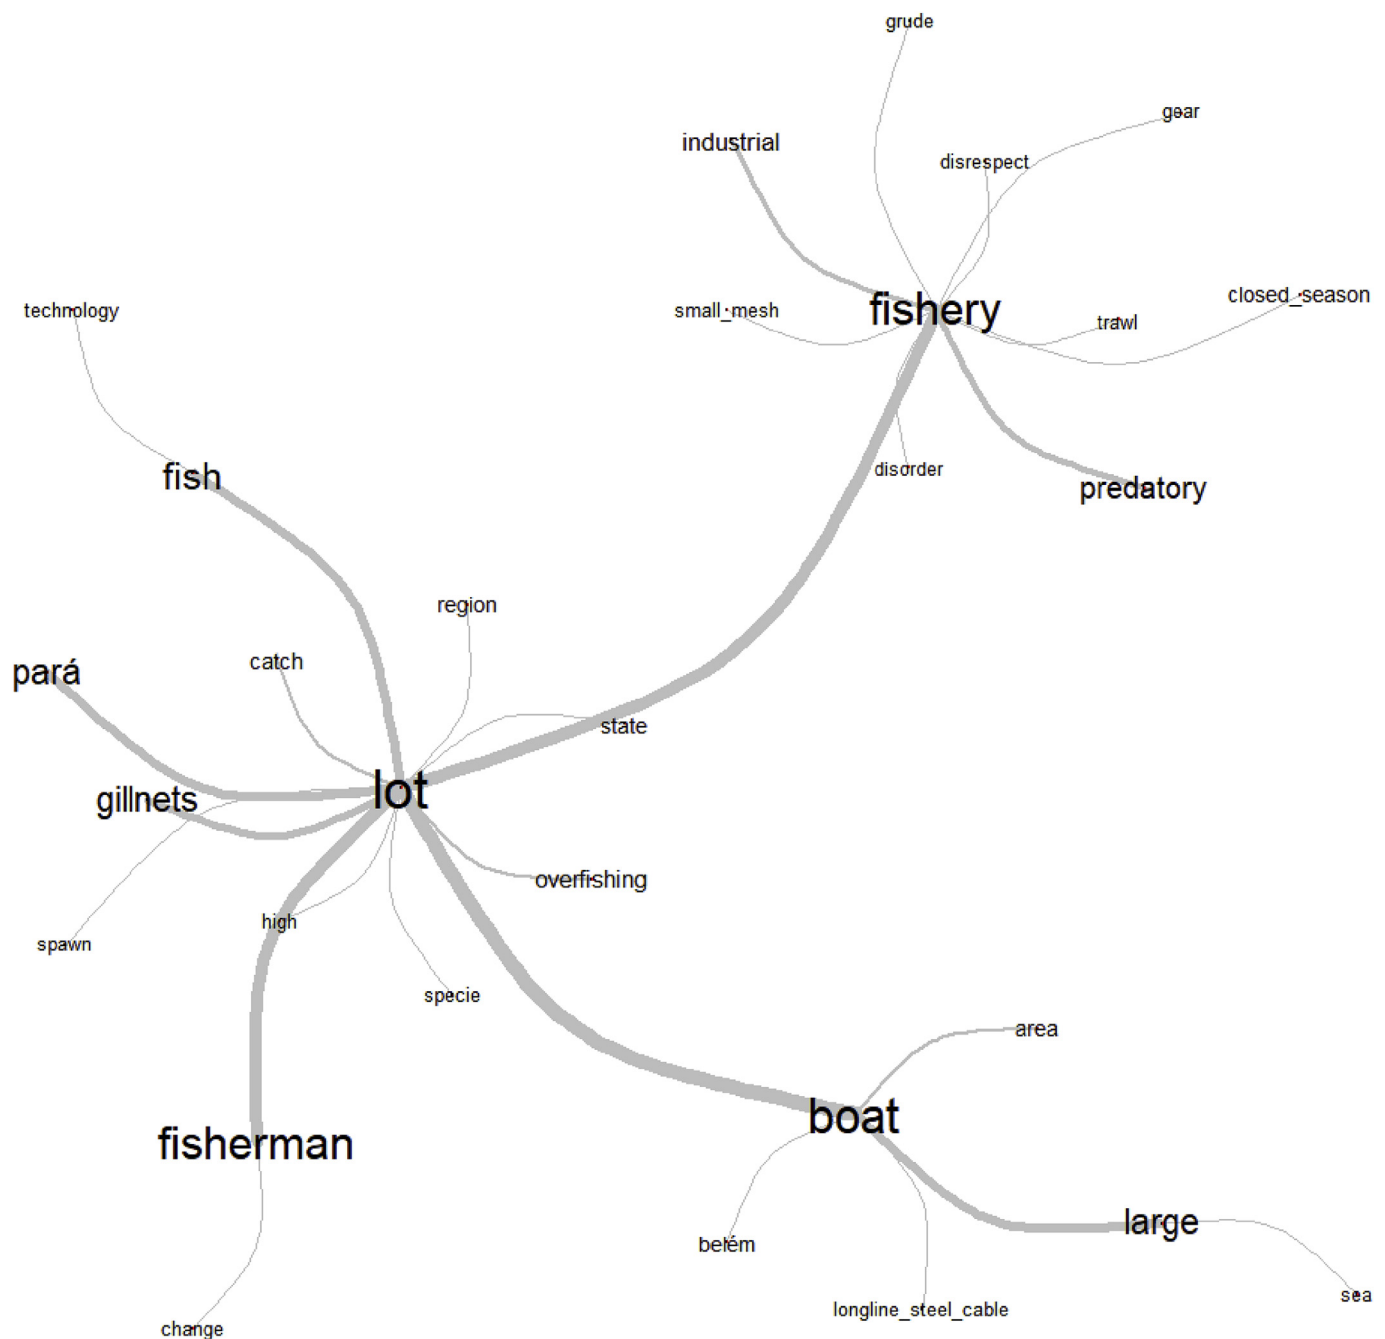 grude
gear
industrial
disrespect
closed_season
fishery
small_mesh
trawl
technology
disorder
fish
predatory
region
catch
pará
state
lot
gillnets
overfishing
high
spawn
specie
area
boat
fisherman
large
belém
sea
longline_steel_cable
change